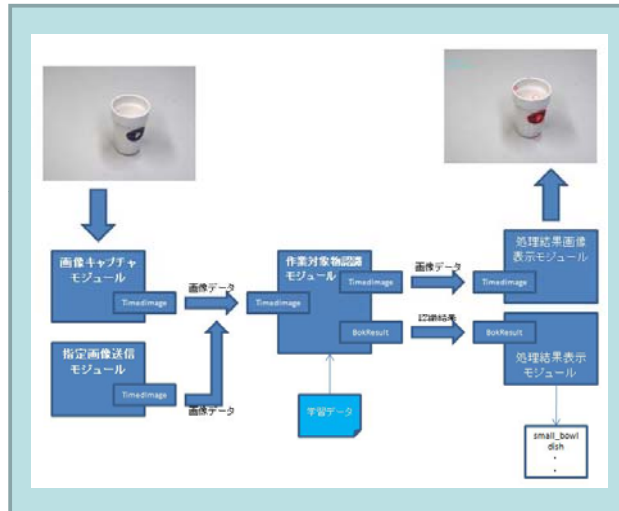 画像キャプチャ
モジュール
TimedImage
画像データ
指定画像送信
モジュール
TimedImage
画像データ
作業対象物認識
モジュール
TimedImage
TimedImage
BokResult
学習データ
画像データ
認識結果
処理結果画像
表示モジュール
TimedImage
BokResult
処理結果表示
モジュール
small_bowl
dish
・
・